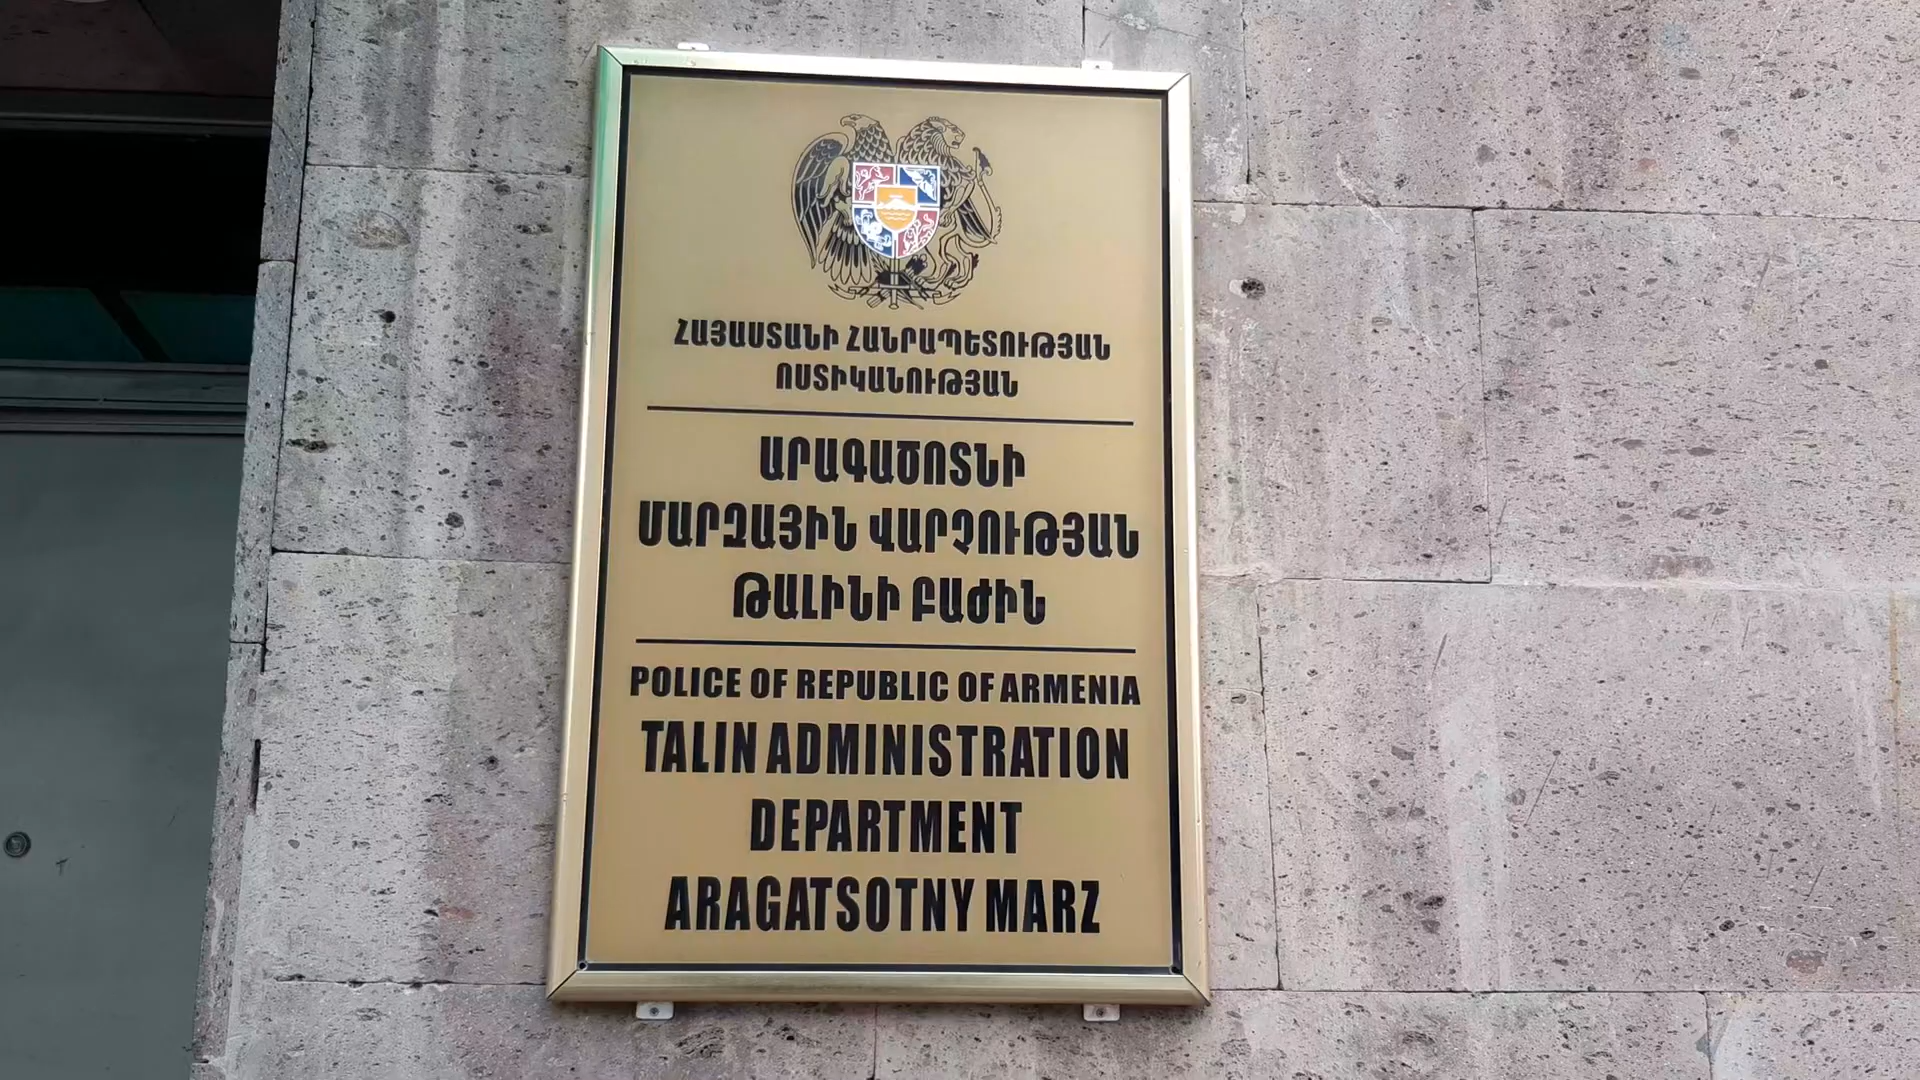 ՀԱՅԱՍՏԱՆԻ ՀԱՆՐԱՊԵՏՈՒԹՅԱՆ
ՈՍՏԻԿԱՆՈՒԹՅԱՆ
ԱՐԱԳԱԾՈՏՆԻ
ՄԱՐԶԱՅԻՆ ՎԱՐՉՈՒԹՅԱՆ
ԹԱԼԻՆԻ ԲԱԺԻՆ
POLICE OF REPUBLIC OF ARMENIA
TALIN ADMINISTRATION
DEPARTMENT
ARAGATSOTNY MARZ